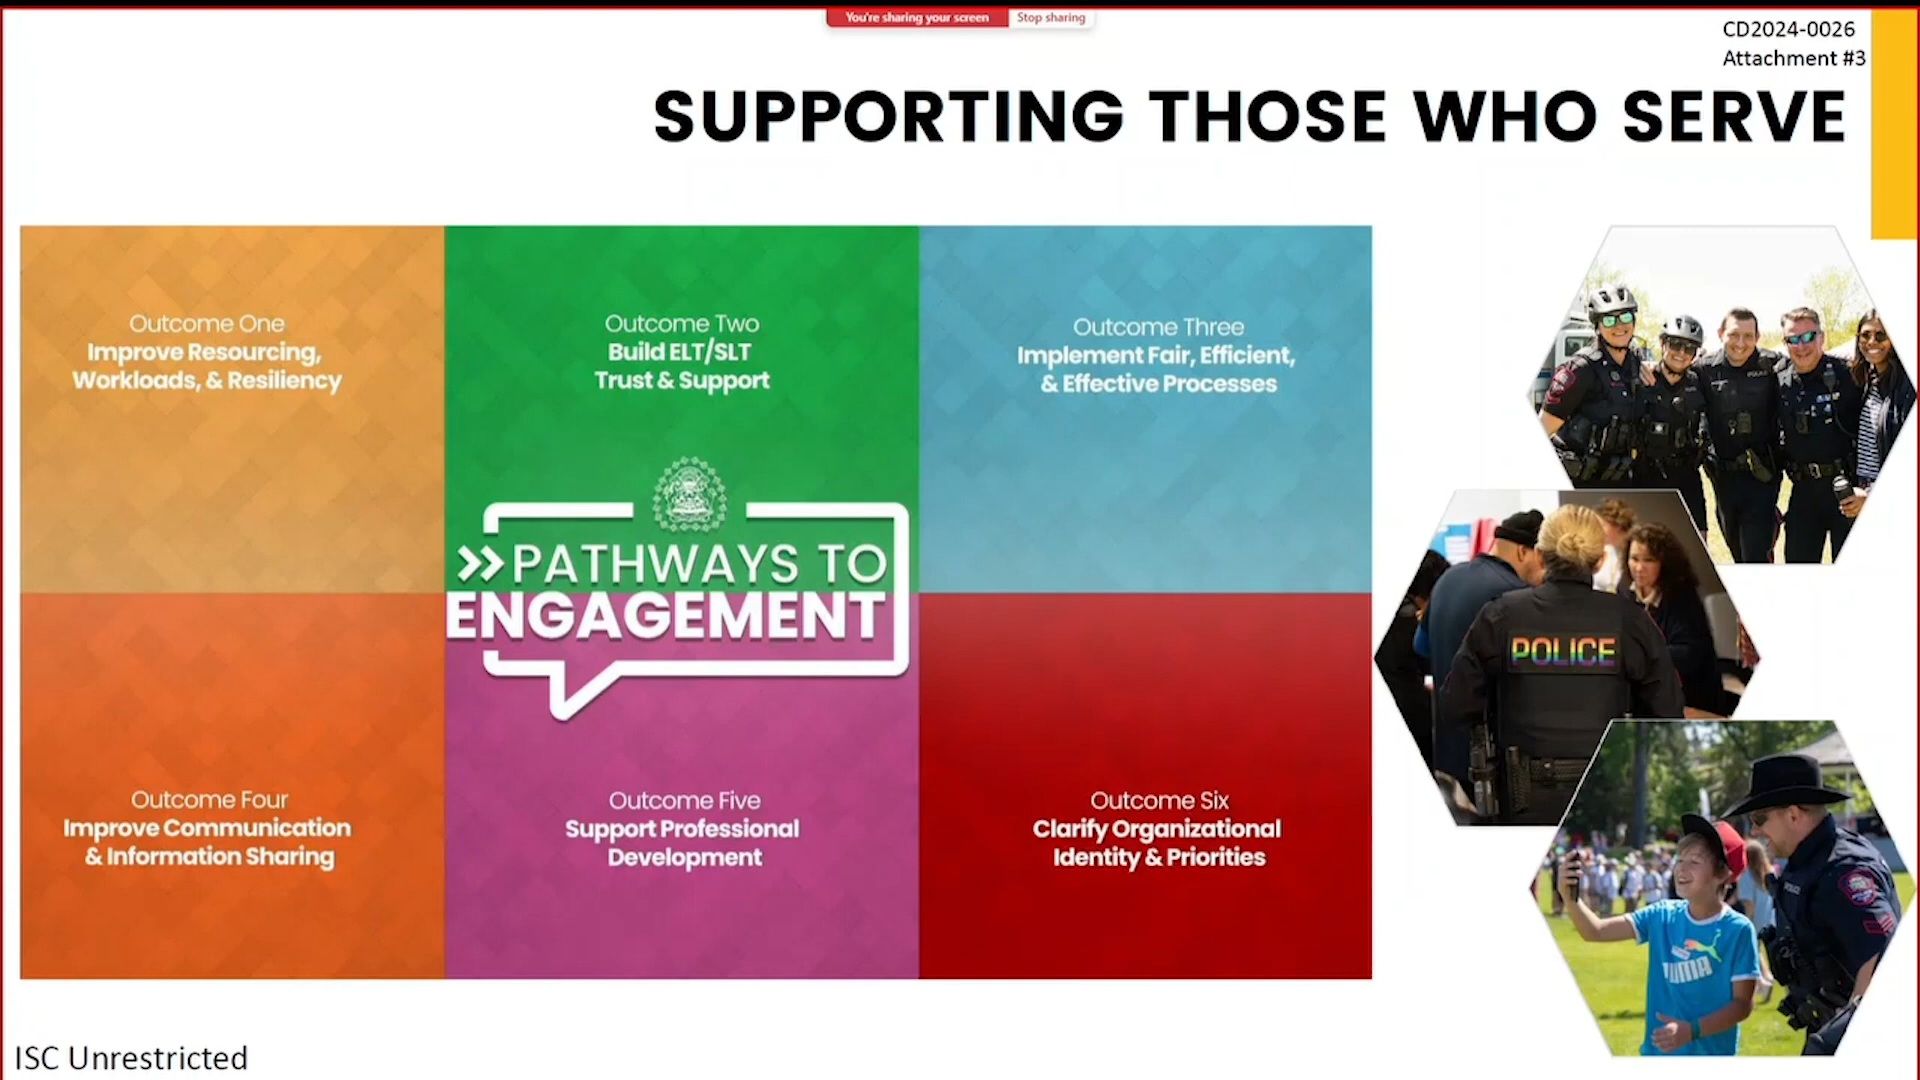 You're sharing your screen Stop sharing
CD2024-0026
Attachment #3
SUPPORTING THOSE WHO SERVE
Outcome One
Improve Resourcing,
Workloads, & Resiliency
Outcome Two
Build ELT/SLT
Trust & Support
Outcome Three
Implement Fair, Efficient,
& Effective Processes
PATHWAYS TO
ENGAGEMENT
Outcome Four
Improve Communication
& Information Sharing
Outcome Five
Support Professional
Development
Outcome Six
Clarify Organizational
Identity & Priorities
POLICE
POLICE
PUMA
ISC Unrestricted